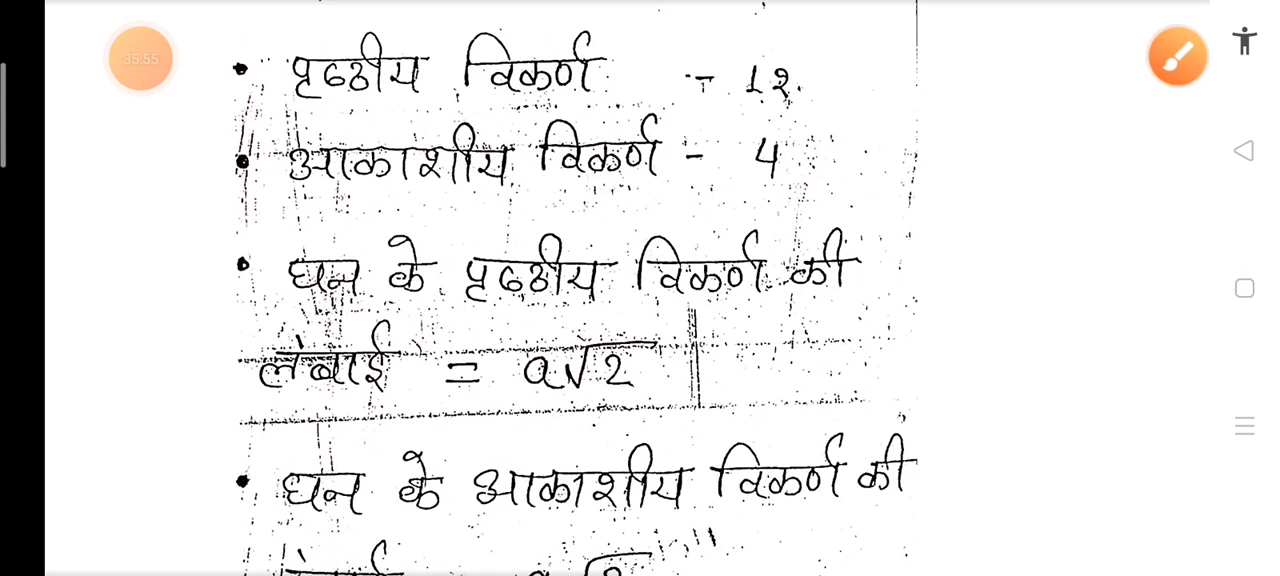 35:55
• पृष्ठीय विकर्ण - 12.
• आकाशीय विकर्ण - 4
• घन के पृष्ठीय विकर्ण की
लंबाई = a√2
• घन के आकाशीय विकर्ण की